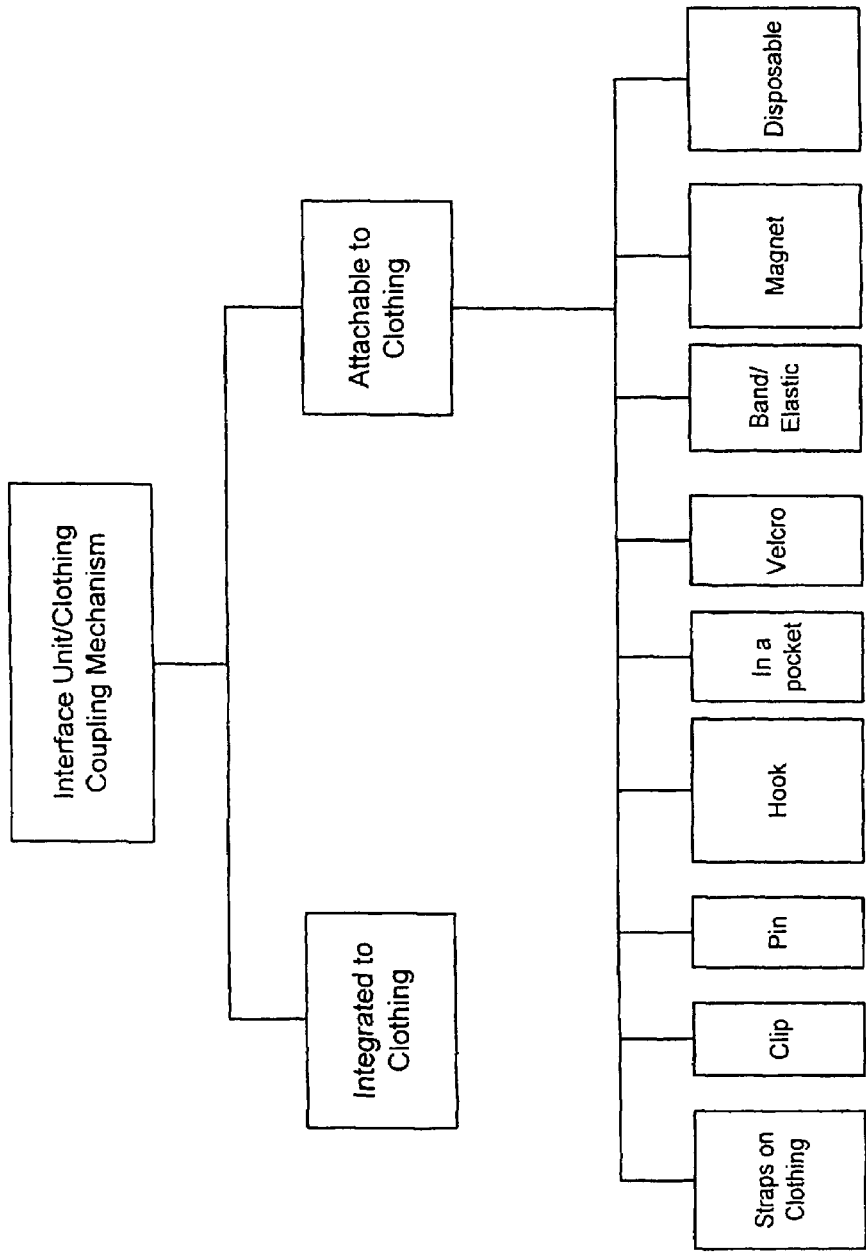 Interface Unit/Clothing
Coupling Mechanism
Integrated to
Clothing
Attachable to
Clothing
Straps on
Clothing
Clip
Pin
Hook
In a
pocket
Velcro
Band/
Elastic
Magnet
Disposable